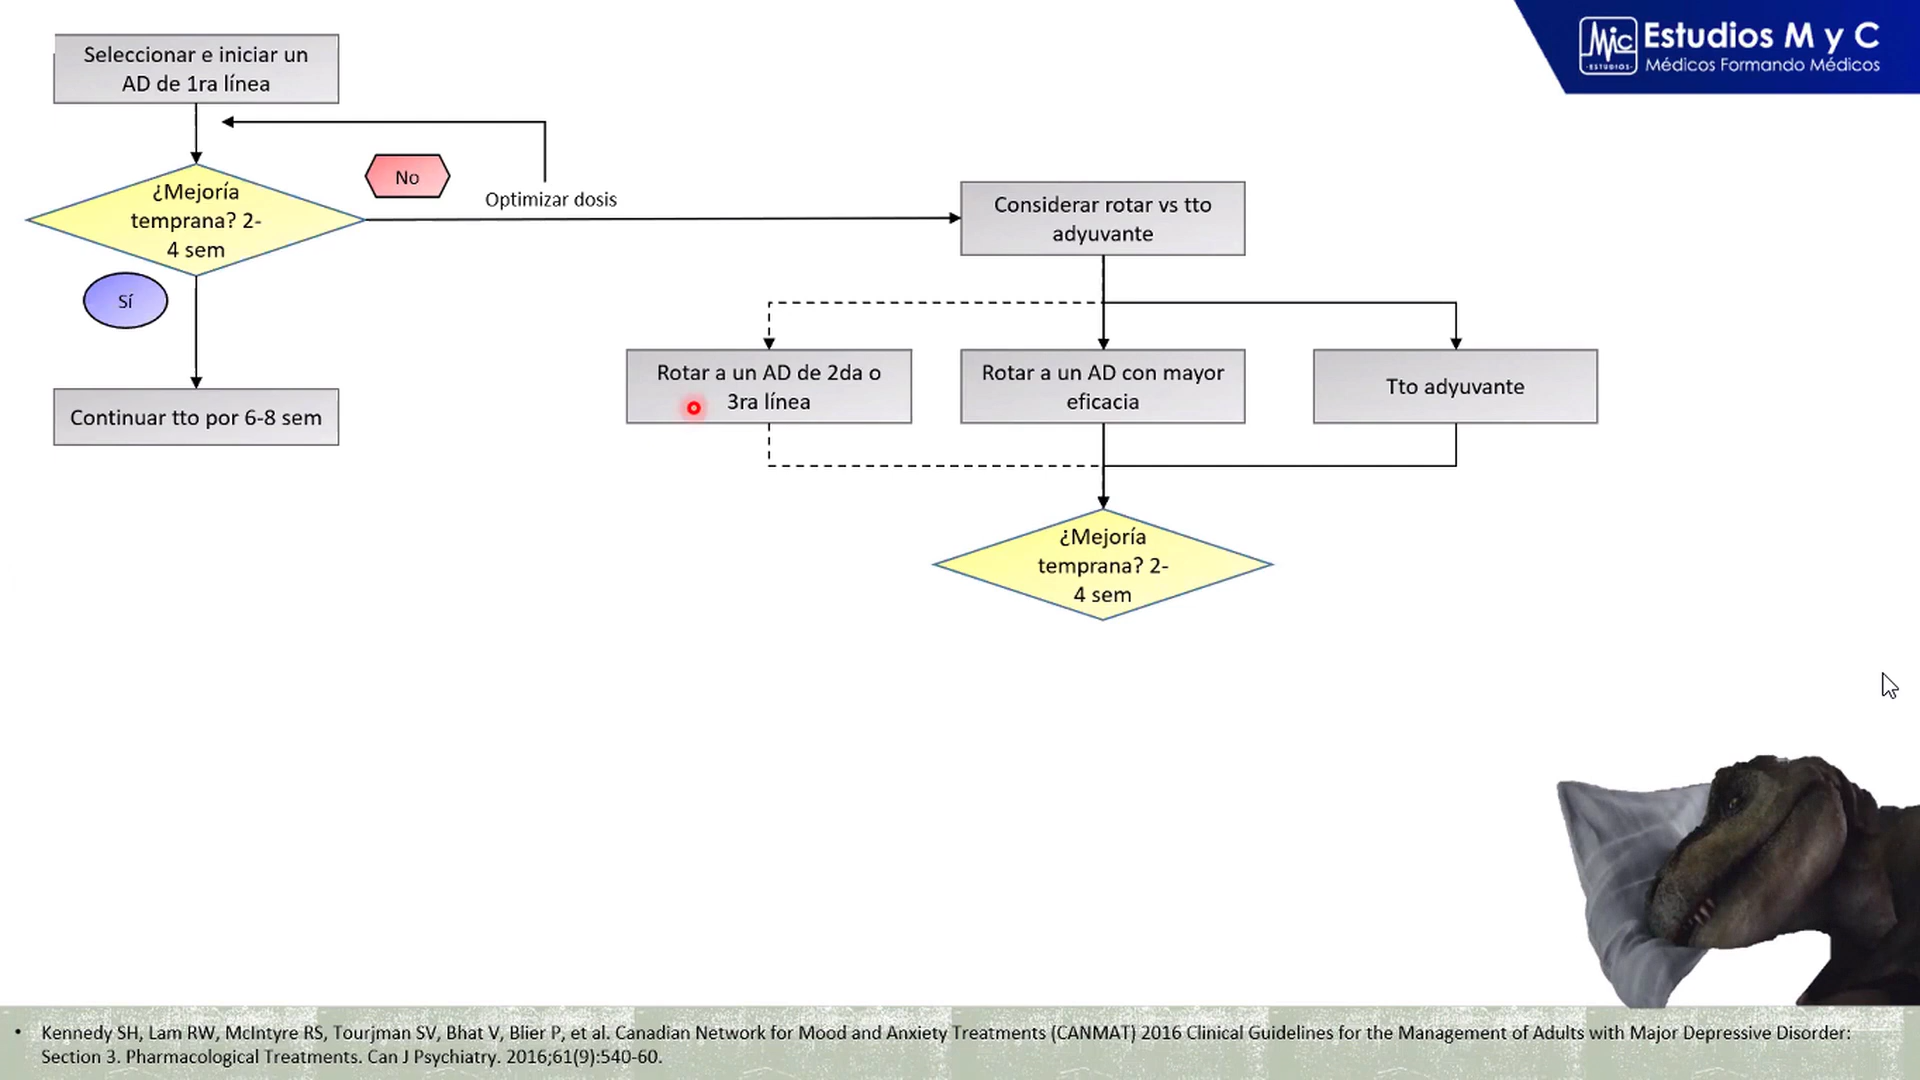 Seleccionar e iniciar un
AD de 1ra línea
Mic
·ESTUDIOS·
Estudios M y C
Médicos Formando Médicos
¿Mejoría
temprana? 2-
4 sem
No
Optimizar dosis
Considerar rotar vs tto
adyuvante
Sí
Continuar tto por 6-8 sem
Rotar a un AD de 2da o
3ra línea
Rotar a un AD con mayor
eficacia
Tto adyuvante
¿Mejoría
temprana? 2-
4 sem
• Kennedy SH, Lam RW, McIntyre RS, Tourjman SV, Bhat V, Blier P, et al. Canadian Network for Mood and Anxiety Treatments (CANMAT) 2016 Clinical Guidelines for the Management of Adults with Major Depressive Disorder:
Section 3. Pharmacological Treatments. Can J Psychiatry. 2016;61(9):540-60.